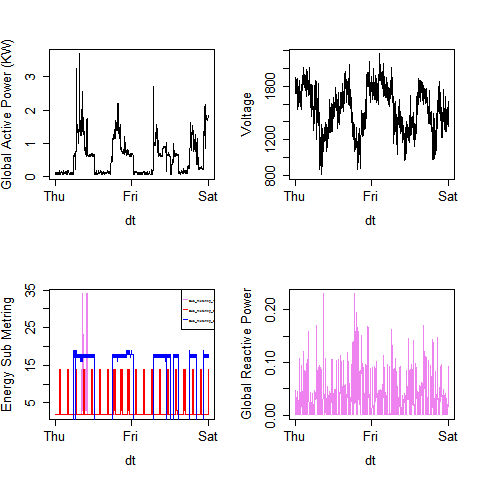 Global Active Power (KW)
3
2
1
0
Thu
Fri
Sat
dt
Voltage
1800
1200
800
Thu
Fri
Sat
dt
Energy Sub Metring
35
25
15
5
Thu
Fri
Sat
dt
Global Reactive Power
0.20
0.10
0.00
Thu
Fri
Sat
dt